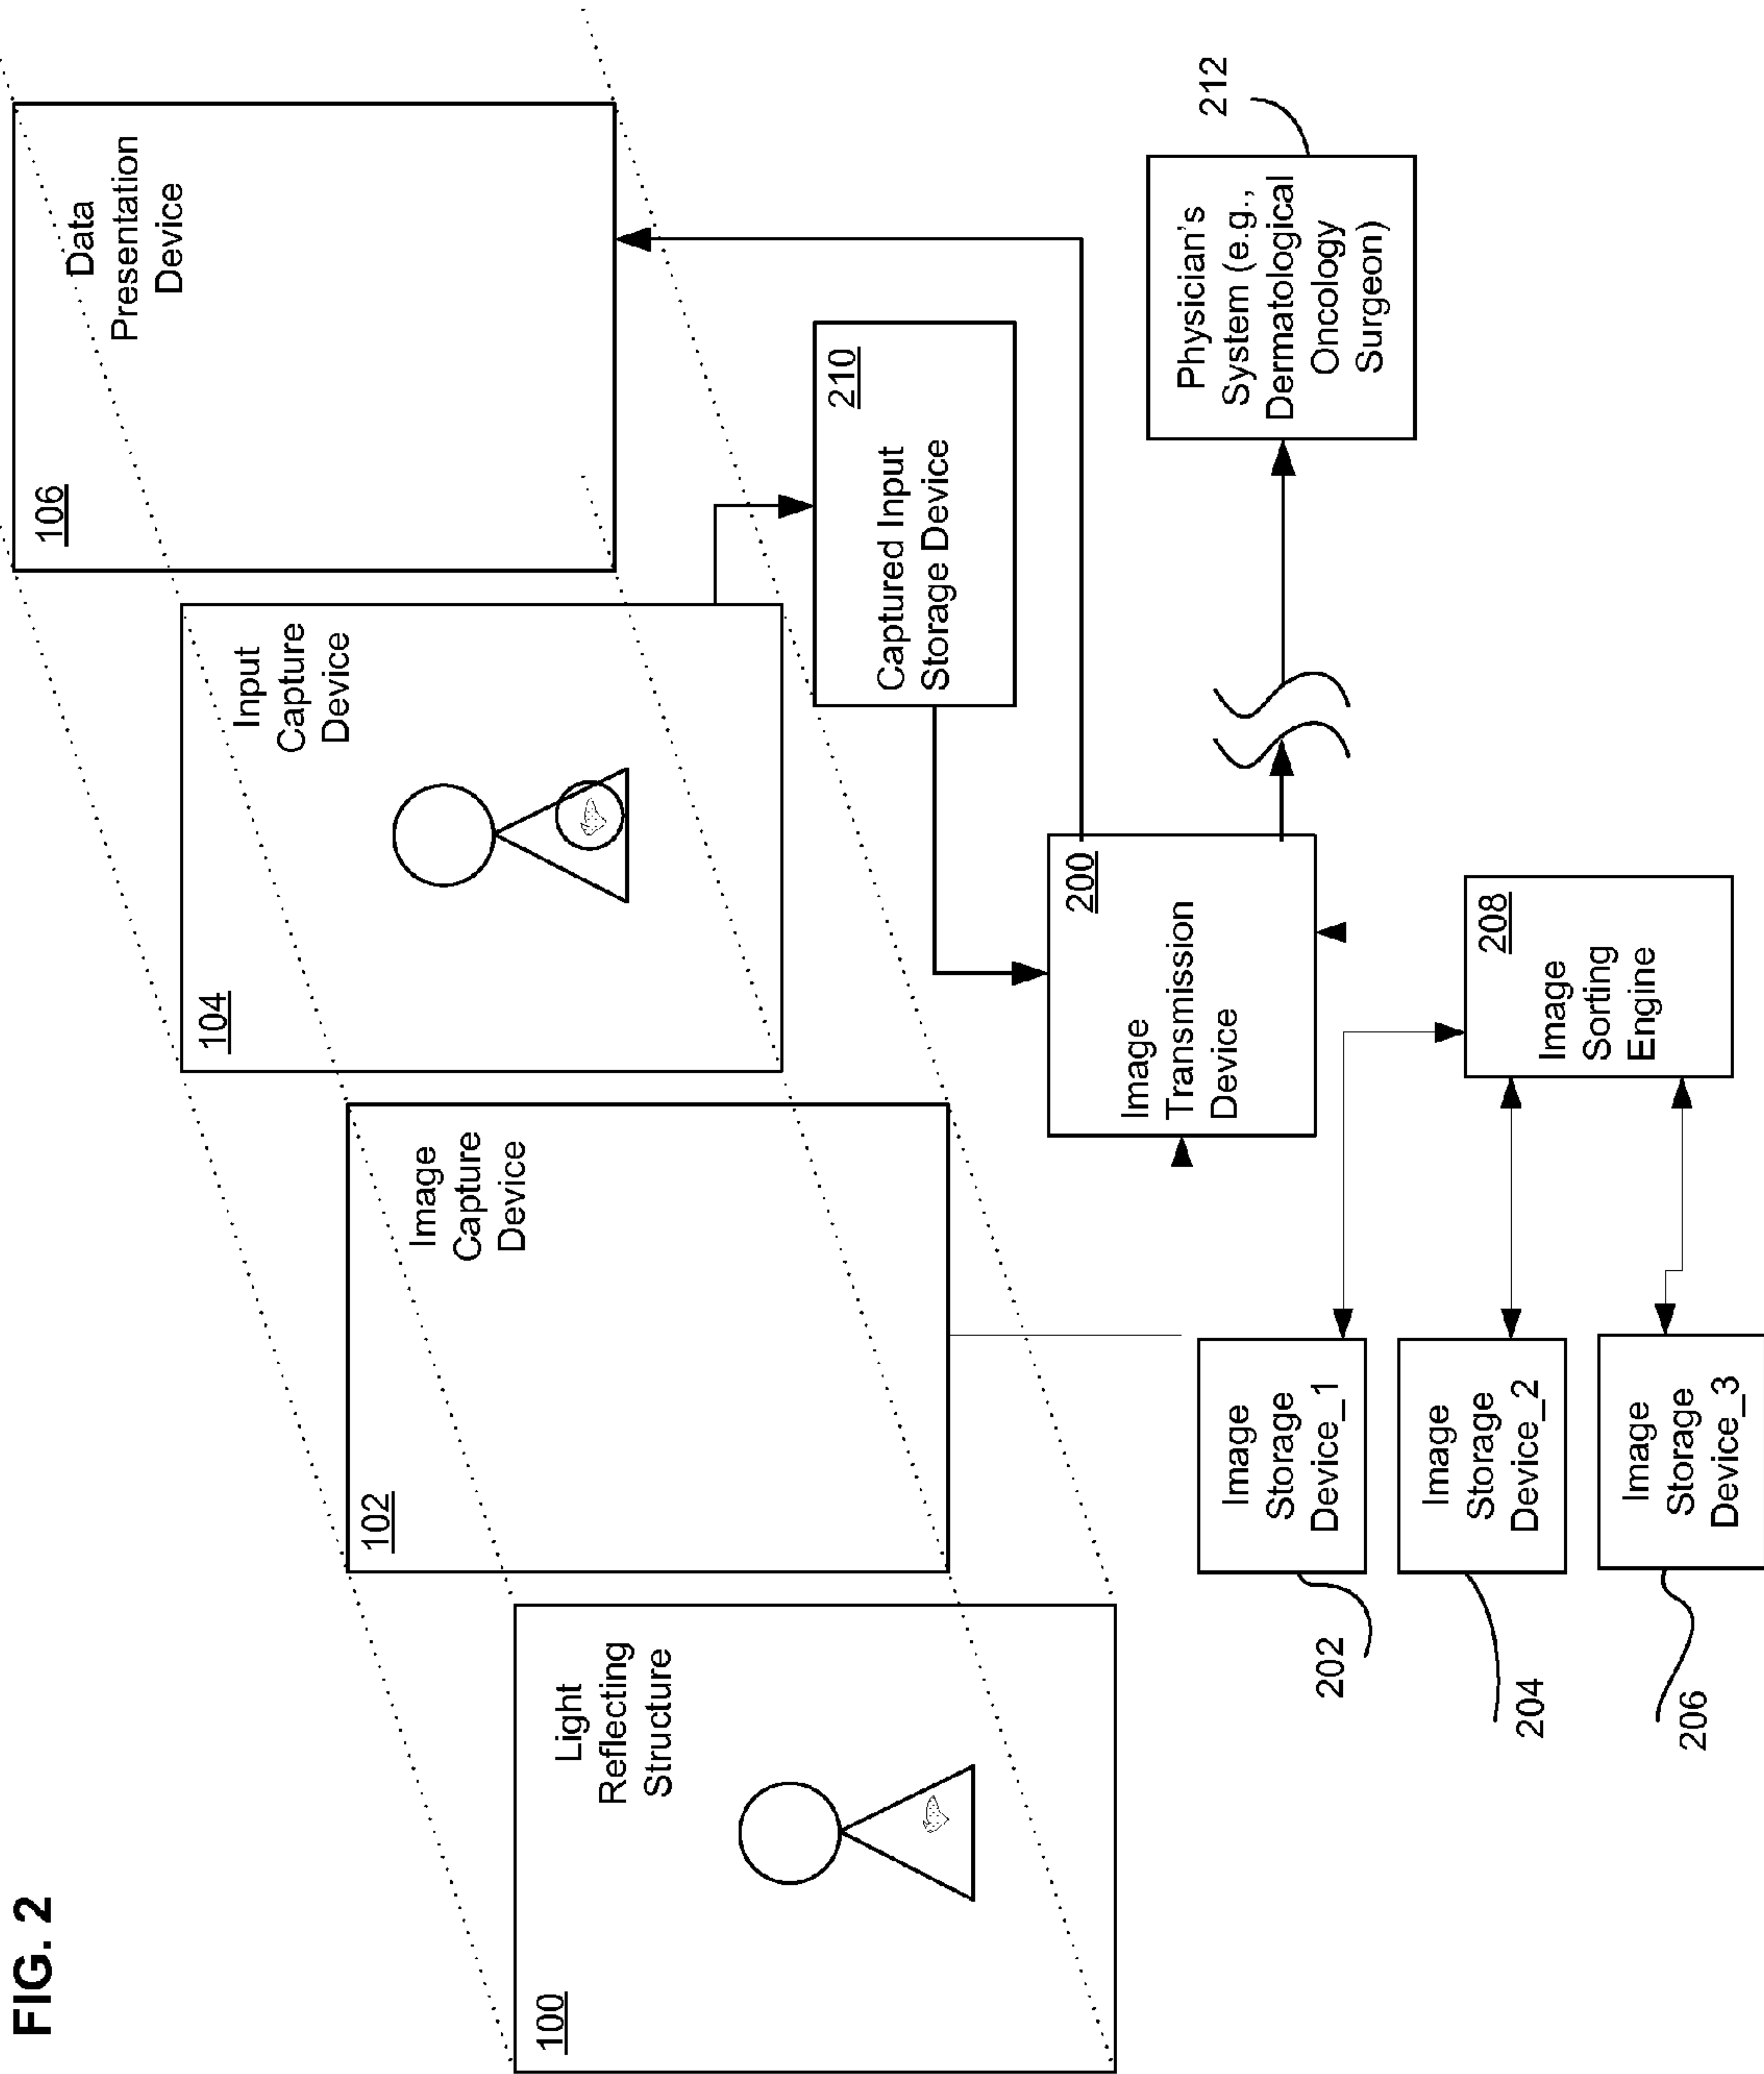 FIG. 2
100
Light
Reflecting
Structure
102
Image
Capture
Device
104
Input
Capture
Device
106
Data
Presentation
Device
210
Captured Input
Storage Device
200
Image
Transmission
Device
212
Physician's
System (e.g.,
Dermatological
Oncology
Surgeon)
202
Image
Storage
Device_1
204
Image
Storage
Device_2
206
Image
Storage
Device_3
208
Image
Sorting
Engine